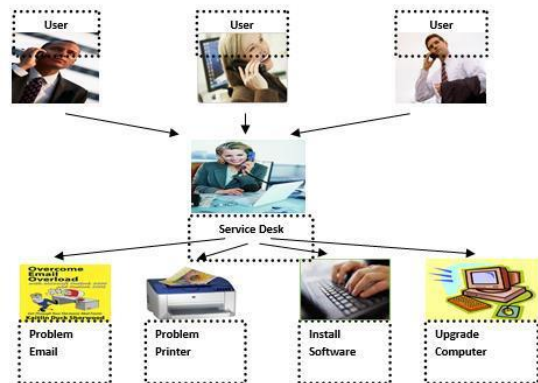 User
User
User
Service Desk
Overcome
Email
Overload
Problem
Email
Problem
Printer
Install
Software
Upgrade
Computer